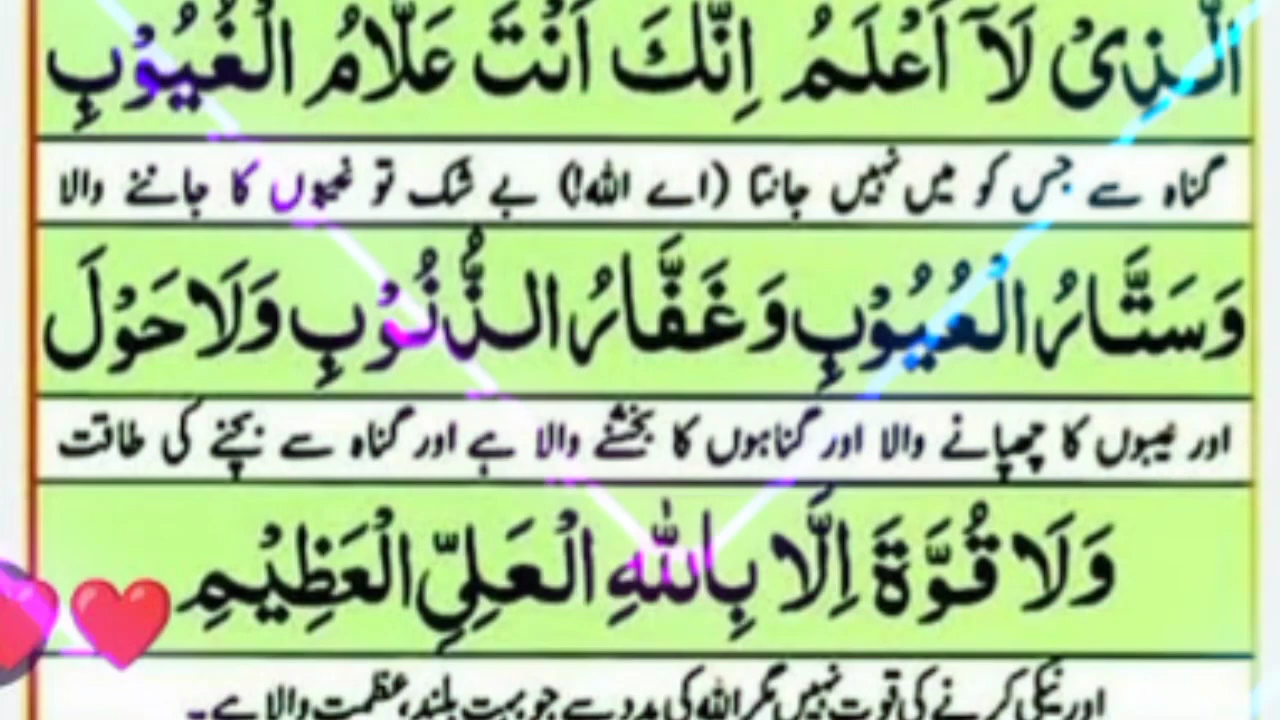 الَّذِیْ لَآ اَعْلَمُ اِنَّكَ اَنْتَ عَلَّامُ الْغُیُوْبِ
گناہ سے جس کو میں نہیں جانتا (اے اللہ!) بے شک تو غیبوں کا جاننے والا
وَسَتَّارُ الْعُیُوْبِ وَغَفَّارُ الذُّنُوْبِ وَلَا حَوْلَ
اور عیبوں کا چھپانے والا اور گناہوں کا بخشنے والا ہے اور گناہ سے بچنے کی طاقت
وَلَا قُوَّةَ اِلَّا بِاللّٰهِ الْعَلِیِّ الْعَظِیْمِ
اور نیکی کرنے کی قوت نہیں مگر اللہ کی مدد سے جو بہت بلند، عظمت والا ہے۔